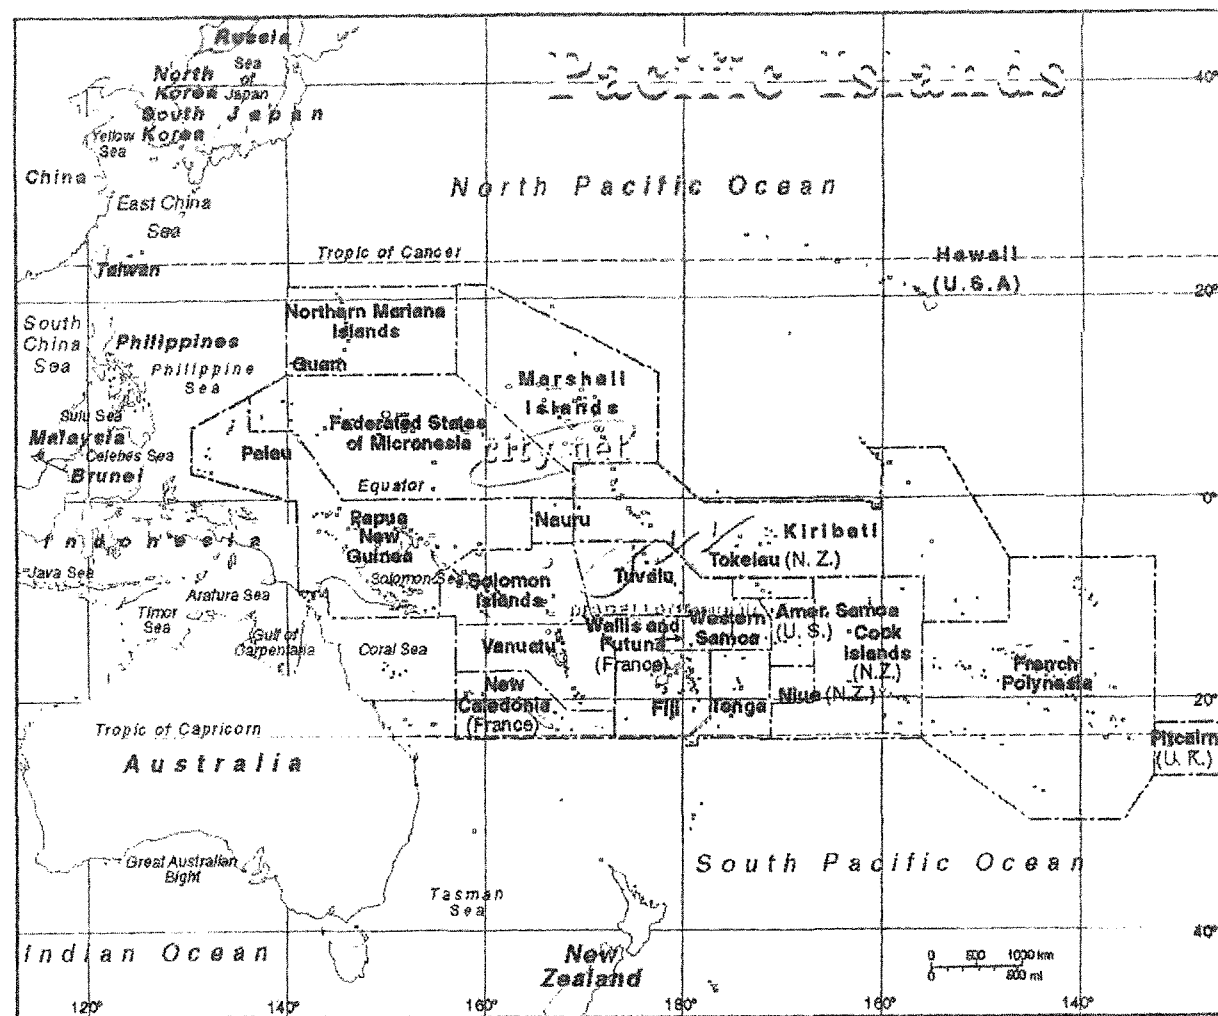 Pacific Islands
Russia
Sea
of
Japan
North
Korea
South
Korea
Japan
Yellow
Sea
China
East China
Sea
Taiwan
North Pacific Ocean
Tropic of Cancer
Hawaii
(U.S.A)
40°
20°
0°
20°
40°
South
China
Sea
Philippines
Philippine
Sea
Northern Mariana
Islands
Guam
Marshall
Islands
Sulu Sea
Malaysia
Celebes Sea
Brunei
Palau
Federated States
of Micronesia
city.net
Equator
Indonesia
Java Sea
Timor
Sea
Arafura Sea
Gulf of
Carpentaria
Papua
New
Guinea
Solomon Sea
Nauru
Kiribati
Tokelau (N. Z.)
Tuvalu
Solomon
Islands
Coral Sea
Vanuatu
Wallis and
Futuna
(France)
Western
Samoa
Amer. Samoa
(U. S.)
Cook
Islands
(N.Z.)
Niue (N.Z.)
New
Caledonia
(France)
Fiji
Tonga
French
Polynesia
Pitcairn
(U.K.)
Tropic of Capricorn
Australia
Great Australian
Bight
South Pacific Ocean
Tasman
Sea
Indian Ocean
New
Zealand
0 500 1000 km
0 600 mi
120° 140° 160° 180° 160° 140°